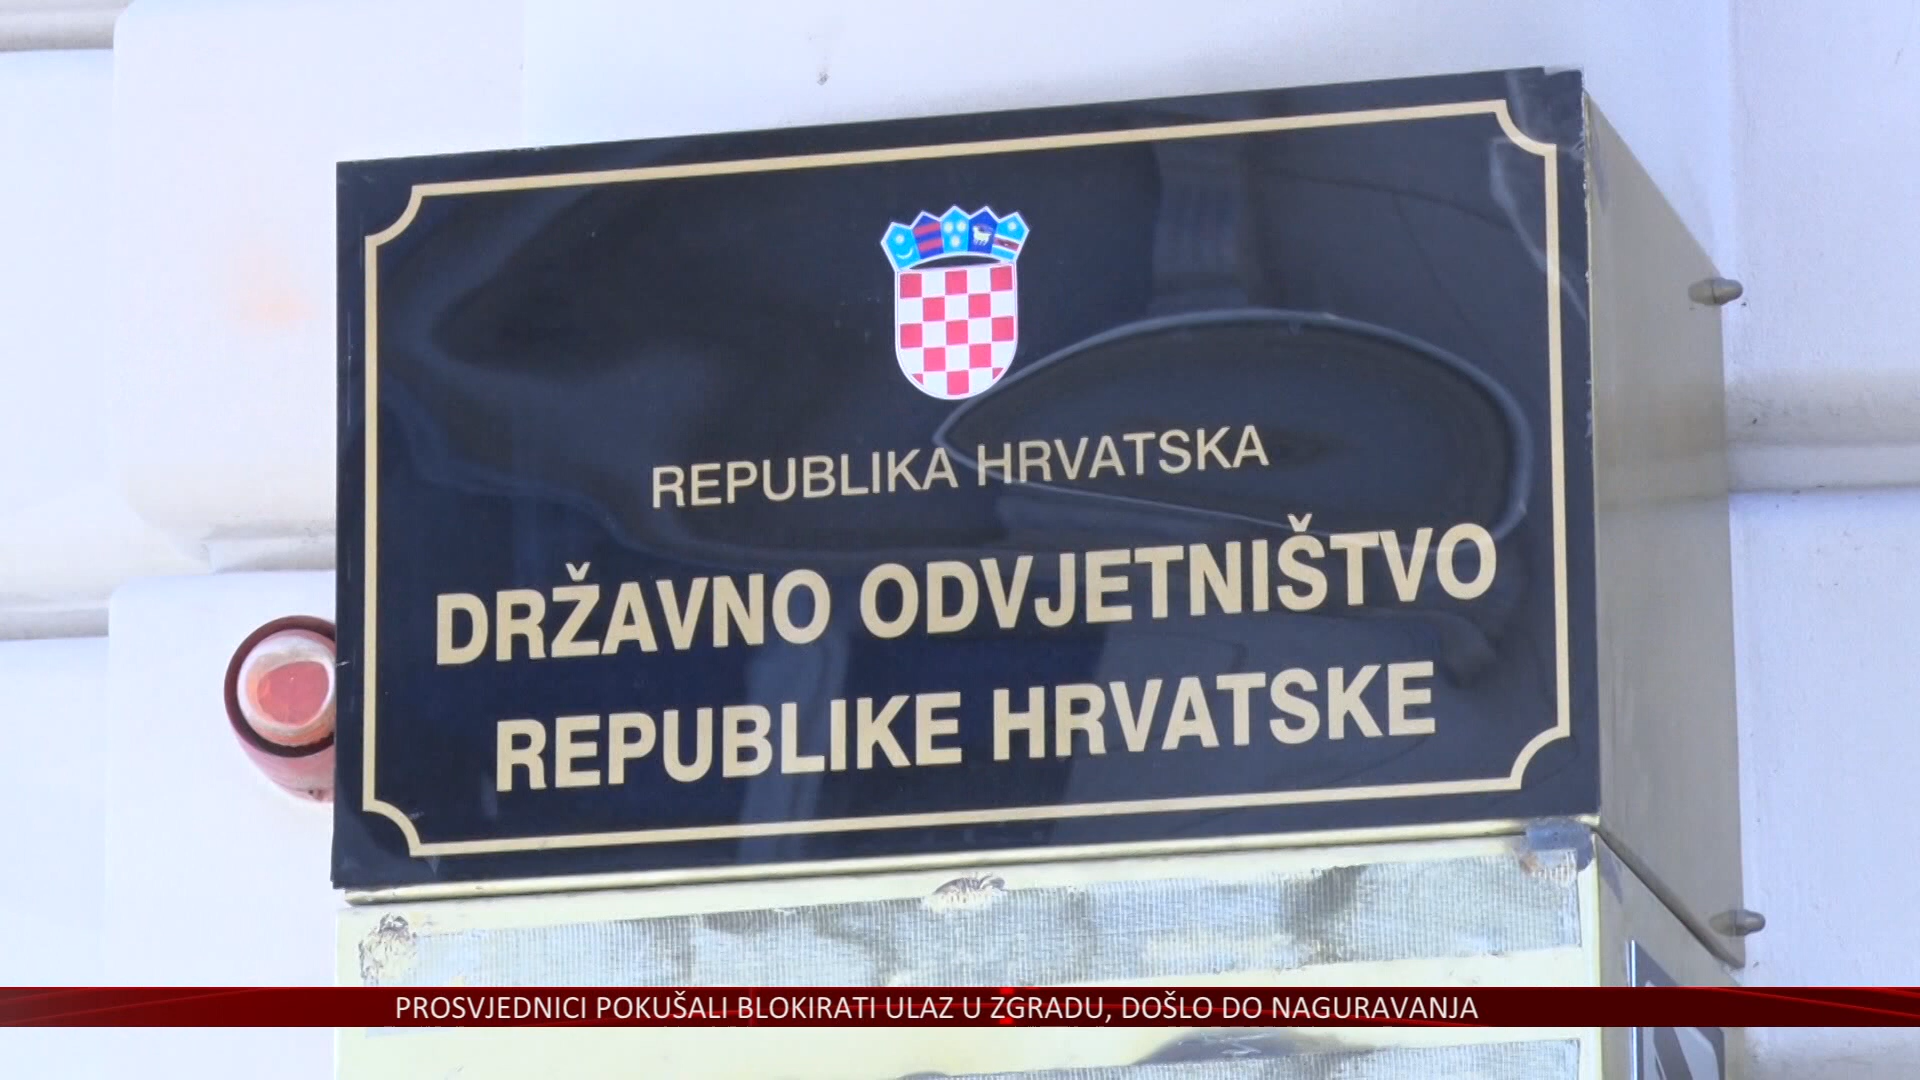 REPUBLIKA HRVATSKA
DRŽAVNO ODVJETNIŠTVO
REPUBLIKE HRVATSKE
PROSVJEDNICI POKUŠALI BLOKIRATI ULAZ U ZGRADU, DOŠLO DO NAGURAVANJA